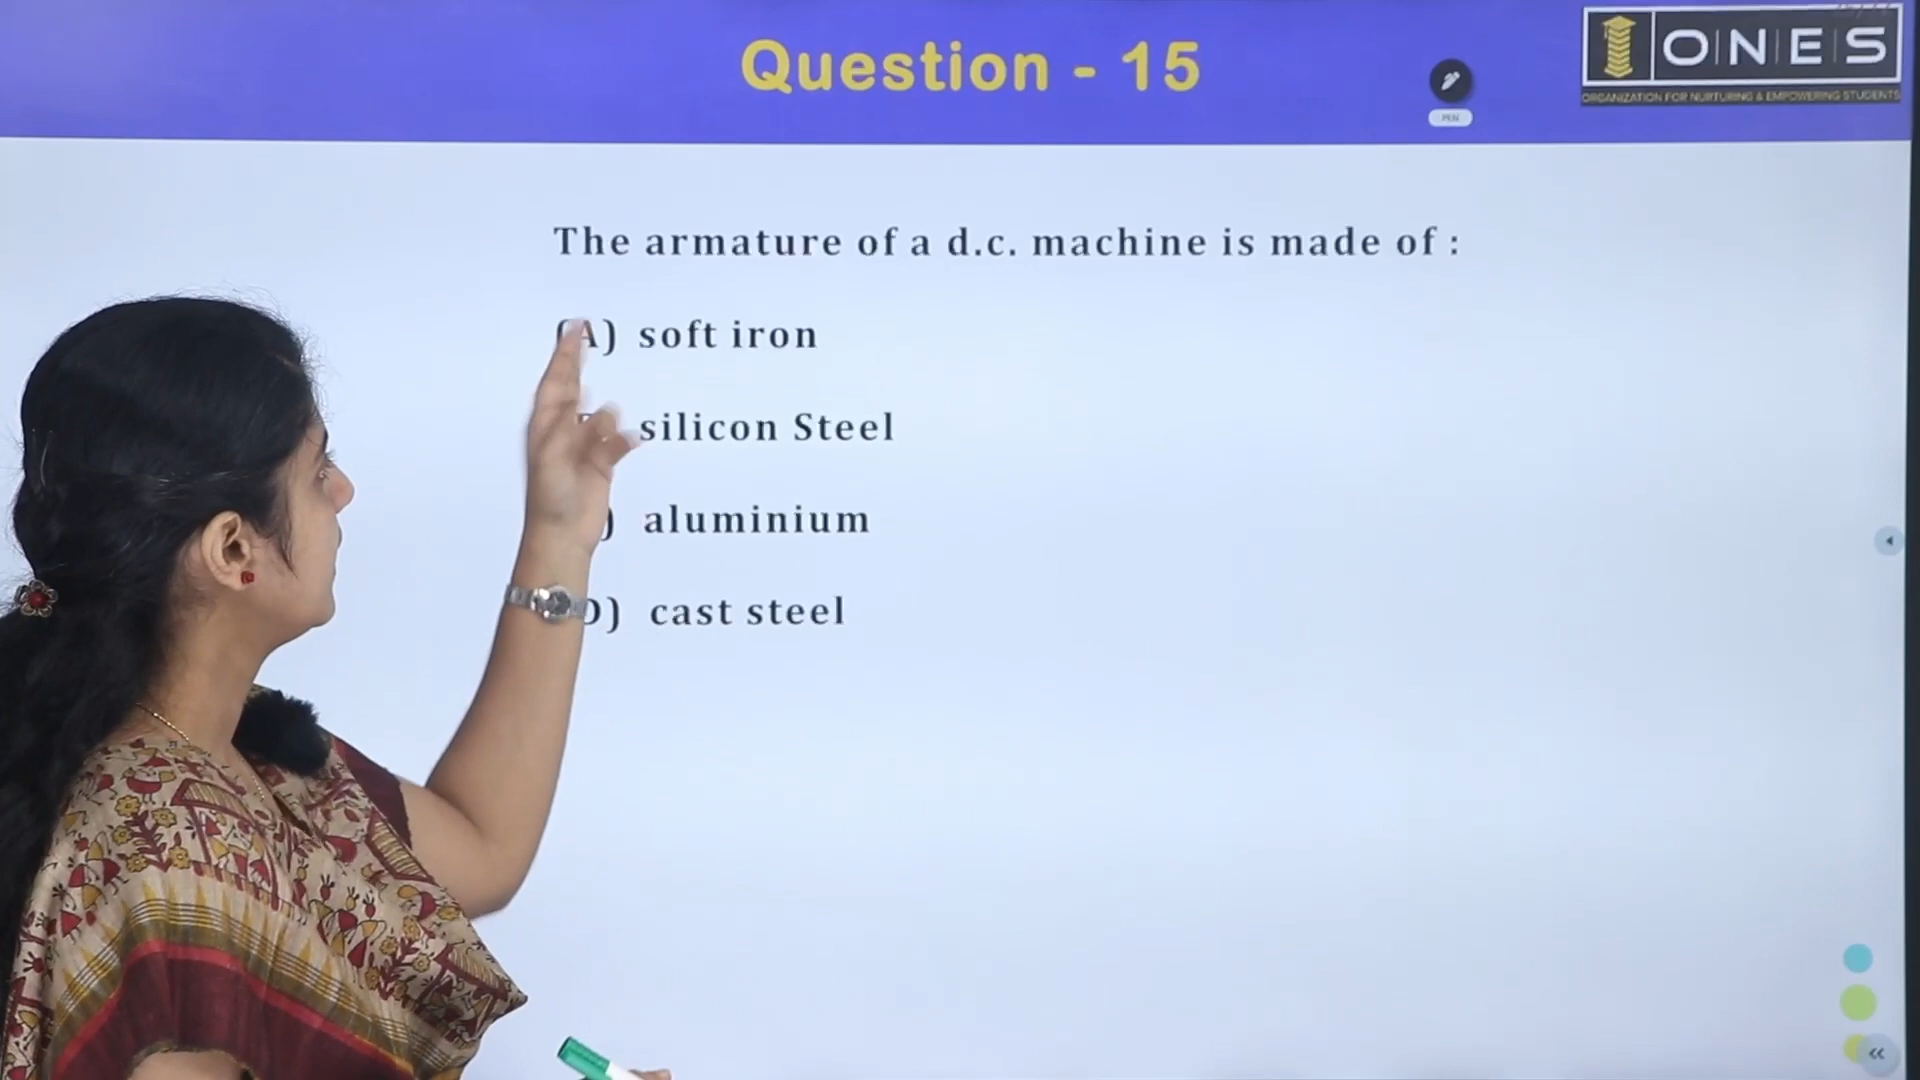 Question - 15
O|N|E|S
ORGANIZATION FOR NURTURING & EMPOWERING STUDENTS
PEN
The armature of a d.c. machine is made of :
(A) soft iron
silicon Steel
) aluminium
D) cast steel